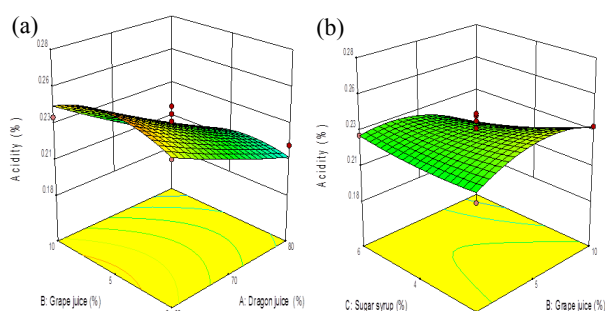 (a)
0.28
0.26
0.23
0.21
0.18
Acidity (%)
10
5
B: Grape juice (%)
80
70
A: Dragon juice (%)
(b)
0.28
0.26
0.23
0.21
0.18
Acidity (%)
6
4
C: Sugar syrup (%)
10
5
B: Grape juice (%)